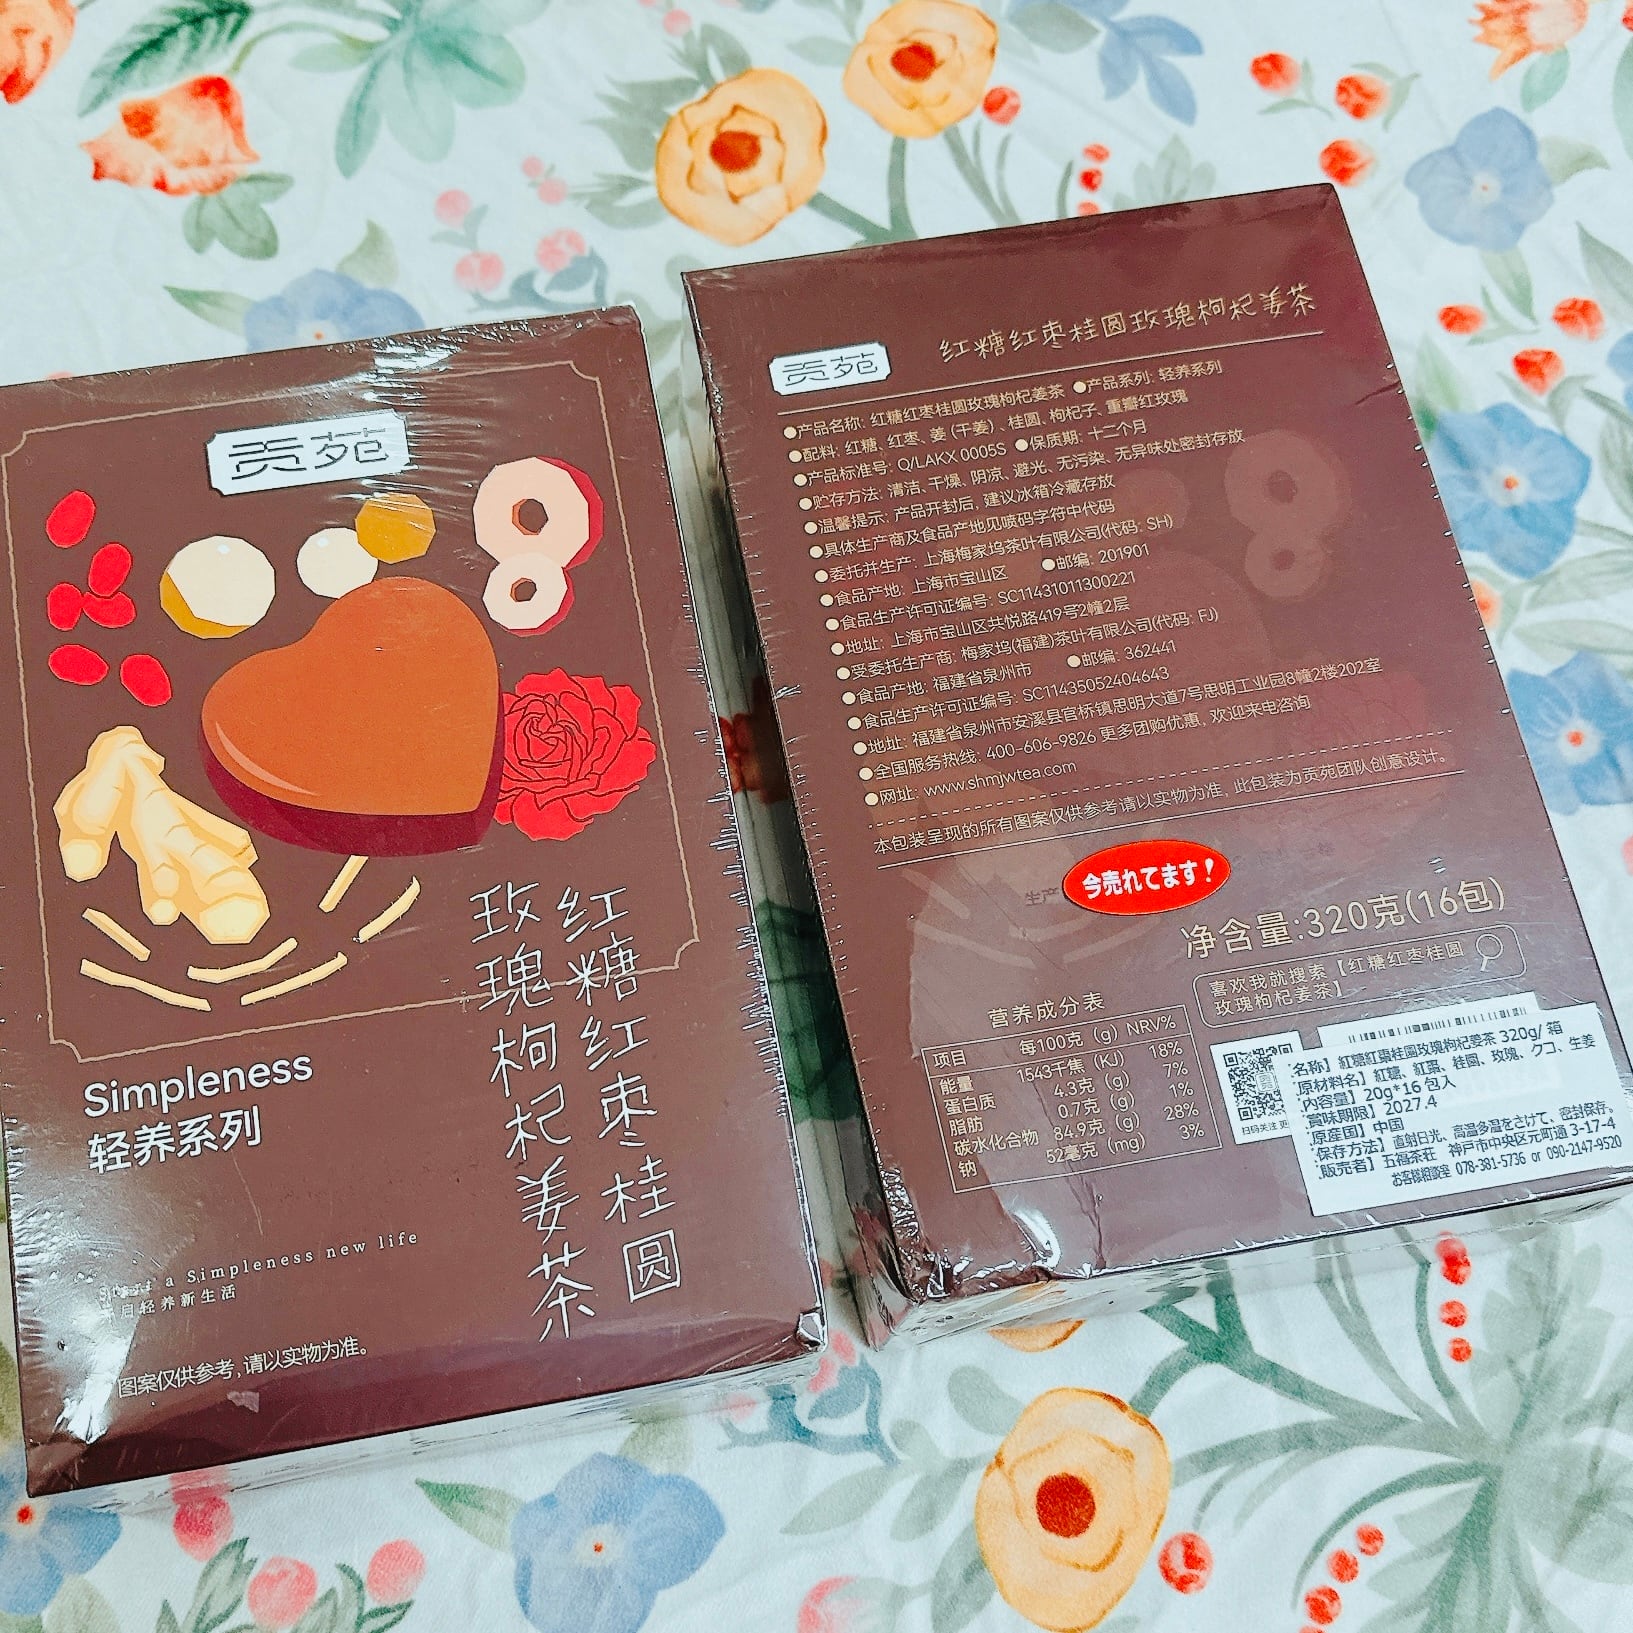 贡苑
红糖红枣桂圆
玫瑰枸杞姜茶
Simpleness
轻养系列
a Simpleness new life
启轻养新生活
图案仅供参考,请以实物为准。
贡苑
红糖红枣桂圆玫瑰枸杞姜茶
●产品名称: 红糖红枣桂圆玫瑰枸杞姜茶 ●产品系列: 轻养系列
●配料: 红糖、红枣、姜(干姜)、桂圆、枸杞子、重瓣红玫瑰
●产品标准号: Q/LAKX 0005S ●保质期: 十二个月
●贮存方法: 清洁、干燥、阴凉、避光、无污染、无异味处密封存放
●温馨提示: 产品开封后, 建议冰箱冷藏存放
●具体生产商及食品产地见喷码字符中代码
●委托并生产: 上海梅家坞茶叶有限公司(代码: SH)
●食品产地: 上海市宝山区 ●邮编: 201901
●食品生产许可证编号: SC11431011300221
●地址: 上海市宝山区共悦路419号2幢2层
●受委托生产商: 梅家坞(福建)茶叶有限公司(代码: FJ)
●食品产地: 福建省泉州市 ●邮编: 362441
●食品生产许可证编号: SC11435052404643
●地址: 福建省泉州市安溪县官桥镇思明大道7号思明工业园8幢2楼202室
●全国服务热线: 400-606-9826 更多团购优惠, 欢迎来电咨询
●网址: www.shmjwtea.com
本包装呈现的所有图案仅供参考请以实物为准, 此包装为贡苑团队创意设计。
生产
今売れてます!
净含量:320克(16包)
喜欢我就搜索【红糖红枣桂圆
玫瑰枸杞姜茶】
营养成分表
项目 每100克 (g) NRV%
能量 1543千焦 (KJ) 18%
蛋白质 4.3克 (g) 7%
脂肪 0.7克 (g) 1%
碳水化合物 84.9克 (g) 28%
钠 52毫克 (mg) 3%
扫码关注
名称】紅糖紅棗桂圓玫瑰枸杞姜茶 320g/ 箱
原材料名】紅糖、紅棗、桂圓、玫瑰、クコ、生姜
内容量】20g*16 包入
賞味期限】2027.4
原産国】中国
保存方法】直射日光、高温多湿をさけて、密封保存。
販売者】五福茶荘 神戸市中央区元町通 3-17-4
お客様相談室 078-381-5736 or 090-2147-9520